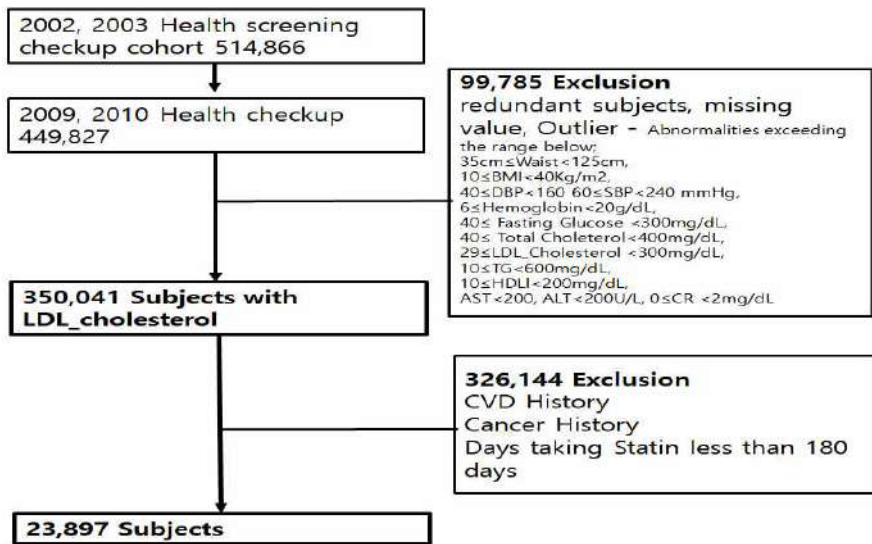 2002, 2003 Health screening
checkup cohort 514,866
2009, 2010 Health checkup
449,827
99,785 Exclusion
redundant subjects, missing
value, Outlier - Abnormalities exceeding
the range below;
35cm≤Waist<125cm,
10≤BMI<40Kg/m2,
40≤DBP<160 60≤SBP<240 mmHg,
6≤Hemoglobin<20g/dL,
40≤ Fasting Glucose <300mg/dL,
40≤ Total Choleterol<400mg/dL,
29≤LDL_Cholesterol <300mg/dL,
10≤TG<600mg/dL,
10≤HDLl<200mg/dL,
AST<200, ALT<200U/L, 0≤CR <2mg/dL
350,041 Subjects with
LDL_cholesterol
326,144 Exclusion
CVD History
Cancer History
Days taking Statin less than 180
days
23,897 Subjects